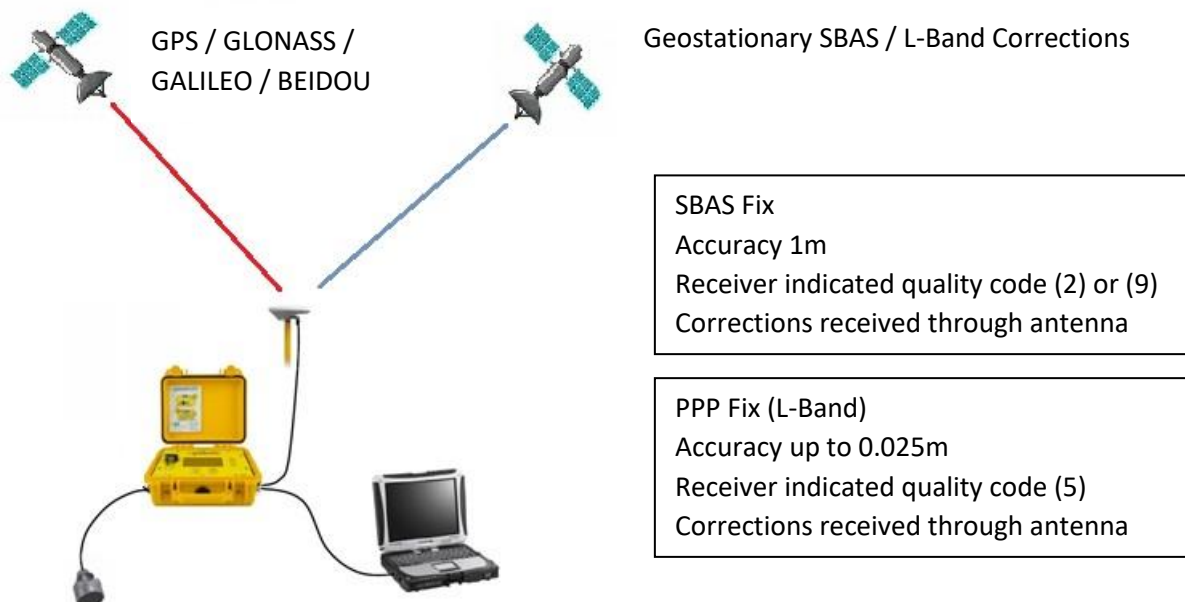 GPS / GLONASS /
GALILEO / BEIDOU
Geostationary SBAS / L-Band Corrections
SBAS Fix
Accuracy 1m
Receiver indicated quality code (2) or (9)
Corrections received through antenna
PPP Fix (L-Band)
Accuracy up to 0.025m
Receiver indicated quality code (5)
Corrections received through antenna